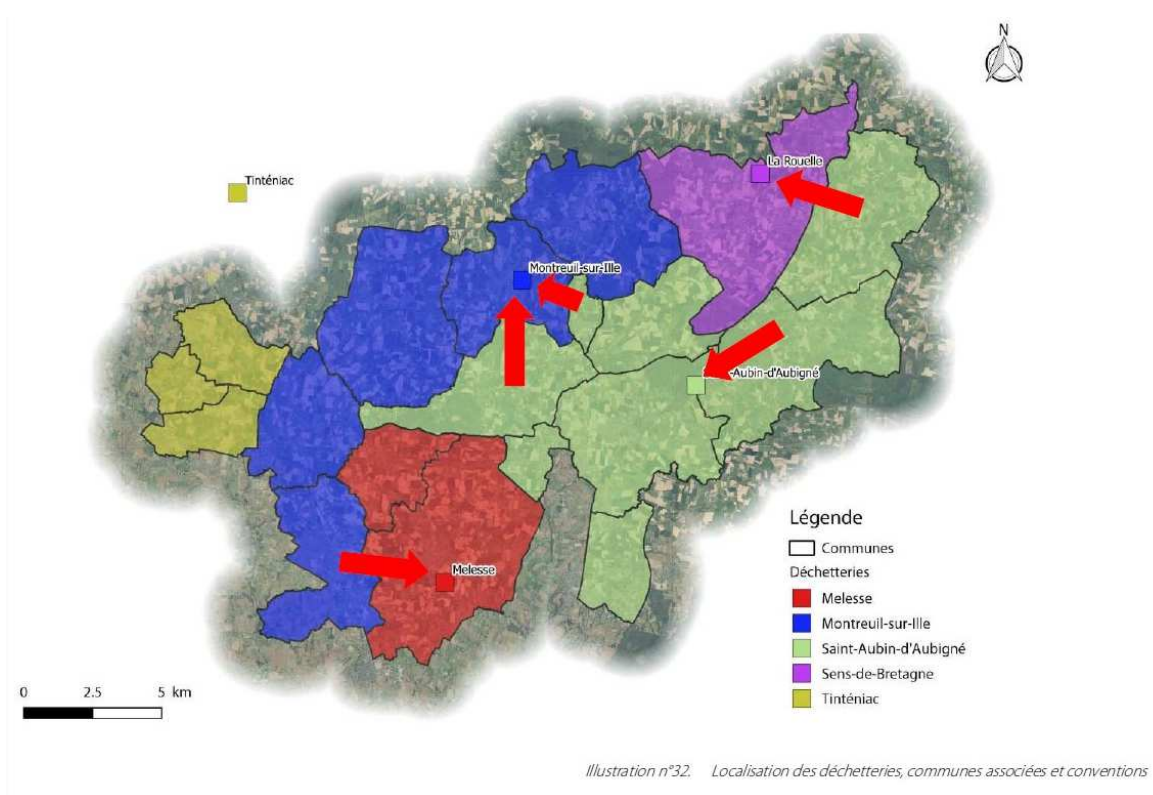 N
La Rouelle
Tinténiac
Montreuil-sur-Ille
-Aubin-d'Aubigné
Melesse
Légende
Communes
Déchetteries
Melesse
Montreuil-sur-Ille
Saint-Aubin-d'Aubigné
Sens-de-Bretagne
Tinténiac
0 2.5 5 km
Illustration n°32. Localisation des déchetteries, communes associées et conventions